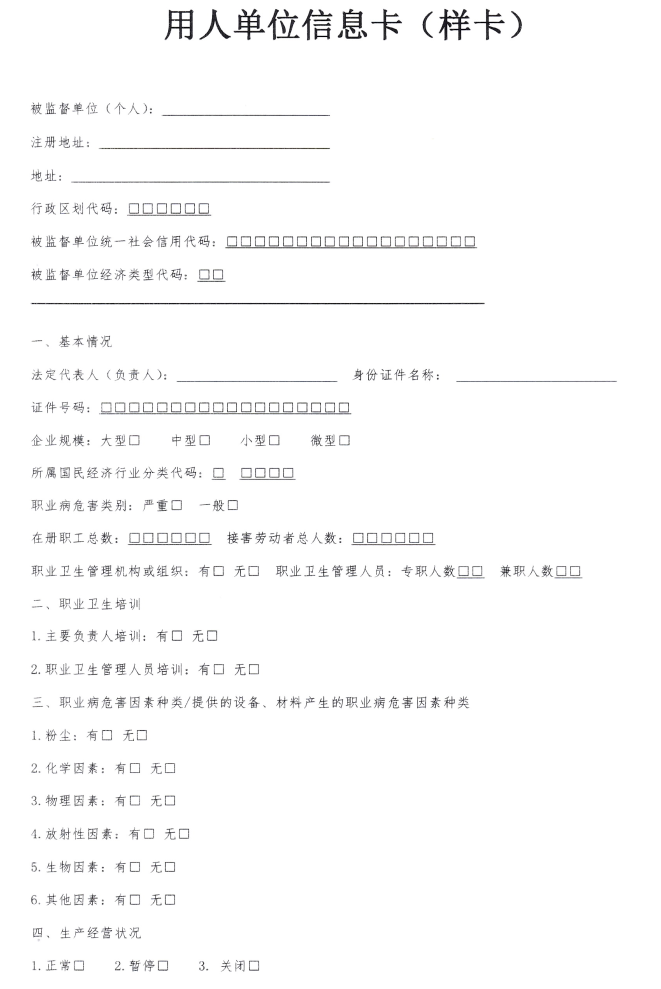 用人单位信息卡（样卡）
被监督单位（个人）：____________________
注册地址：____________________
地址：____________________
行政区划代码：□□□□□□
被监督单位统一社会信用代码：□□□□□□□□□□□□□□□□□□
被监督单位经济类型代码：□□
一、基本情况
法定代表人（负责人）：____________________ 身份证件名称：____________________
证件号码：□□□□□□□□□□□□□□□□□□
企业规模：大型□ 中型□ 小型□ 微型□
所属国民经济行业分类代码：□ □□□□
职业病危害类别：严重□ 一般□
在册职工总数：□□□□□□ 接害劳动者总人数：□□□□□□
职业卫生管理机构或组织：有□ 无□ 职业卫生管理人员：专职人数□□ 兼职人数□□
二、职业卫生培训
1.主要负责人培训：有□ 无□
2.职业卫生管理人员培训：有□ 无□
三、职业病危害因素种类/提供的设备、材料产生的职业病危害因素种类
1.粉尘：有□ 无□
2.化学因素：有□ 无□
3.物理因素：有□ 无□
4.放射性因素：有□ 无□
5.生物因素：有□ 无□
6.其他因素：有□ 无□
四、生产经营状况
1.正常□ 2.暂停□ 3. 关闭□